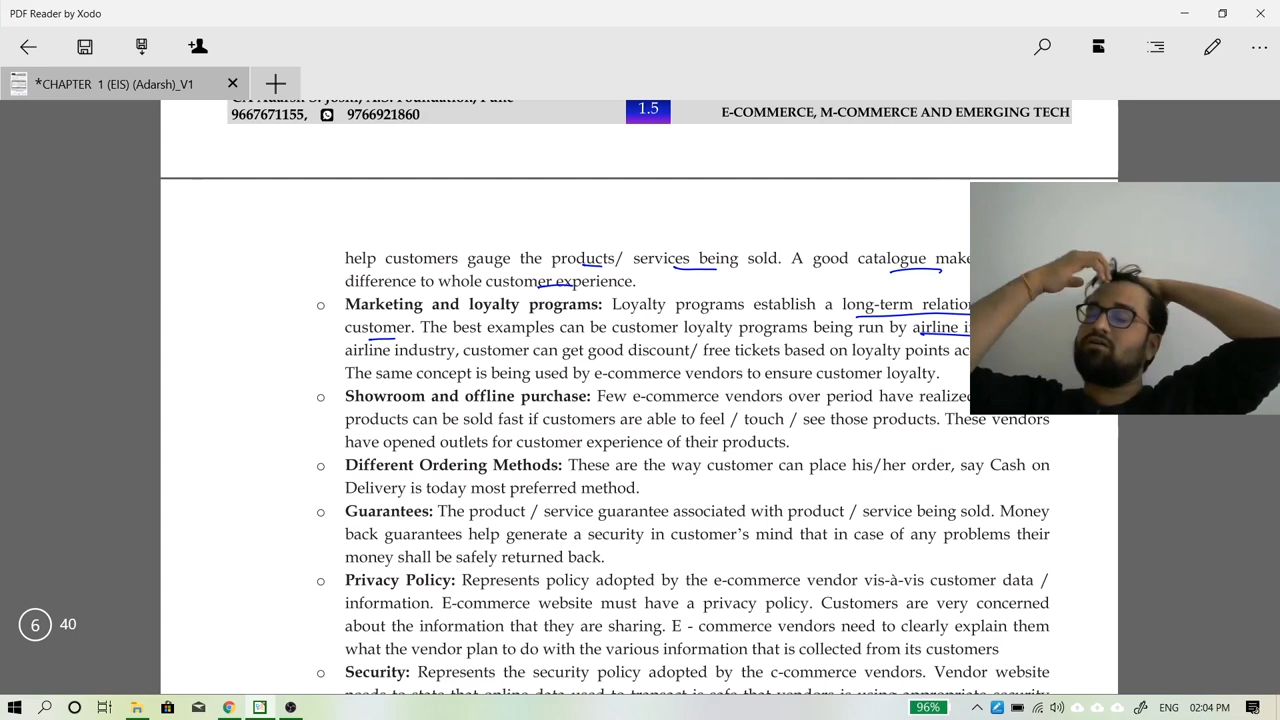 PDF Reader by Xodo
*CHAPTER 1 (EIS) (Adarsh)_V1
9667671155, 9766921860
1.5
E-COMMERCE, M-COMMERCE AND EMERGING TECH
help customers gauge the products/ services being sold. A good catalogue make
difference to whole customer experience.
o Marketing and loyalty programs: Loyalty programs establish a long-term relation
customer. The best examples can be customer loyalty programs being run by airline i
airline industry, customer can get good discount/ free tickets based on loyalty points ac
The same concept is being used by e-commerce vendors to ensure customer loyalty.
o Showroom and offline purchase: Few e-commerce vendors over period have realized
products can be sold fast if customers are able to feel / touch / see those products. These vendors
have opened outlets for customer experience of their products.
o Different Ordering Methods: These are the way customer can place his/her order, say Cash on
Delivery is today most preferred method.
o Guarantees: The product / service guarantee associated with product / service being sold. Money
back guarantees help generate a security in customer's mind that in case of any problems their
money shall be safely returned back.
o Privacy Policy: Represents policy adopted by the e-commerce vendor vis-à-vis customer data /
information. E-commerce website must have a privacy policy. Customers are very concerned
about the information that they are sharing. E - commerce vendors need to clearly explain them
what the vendor plan to do with the various information that is collected from its customers
o Security: Represents the security policy adopted by the c-commerce vendors. Vendor website
6 40
96% ENG 02:04 PM